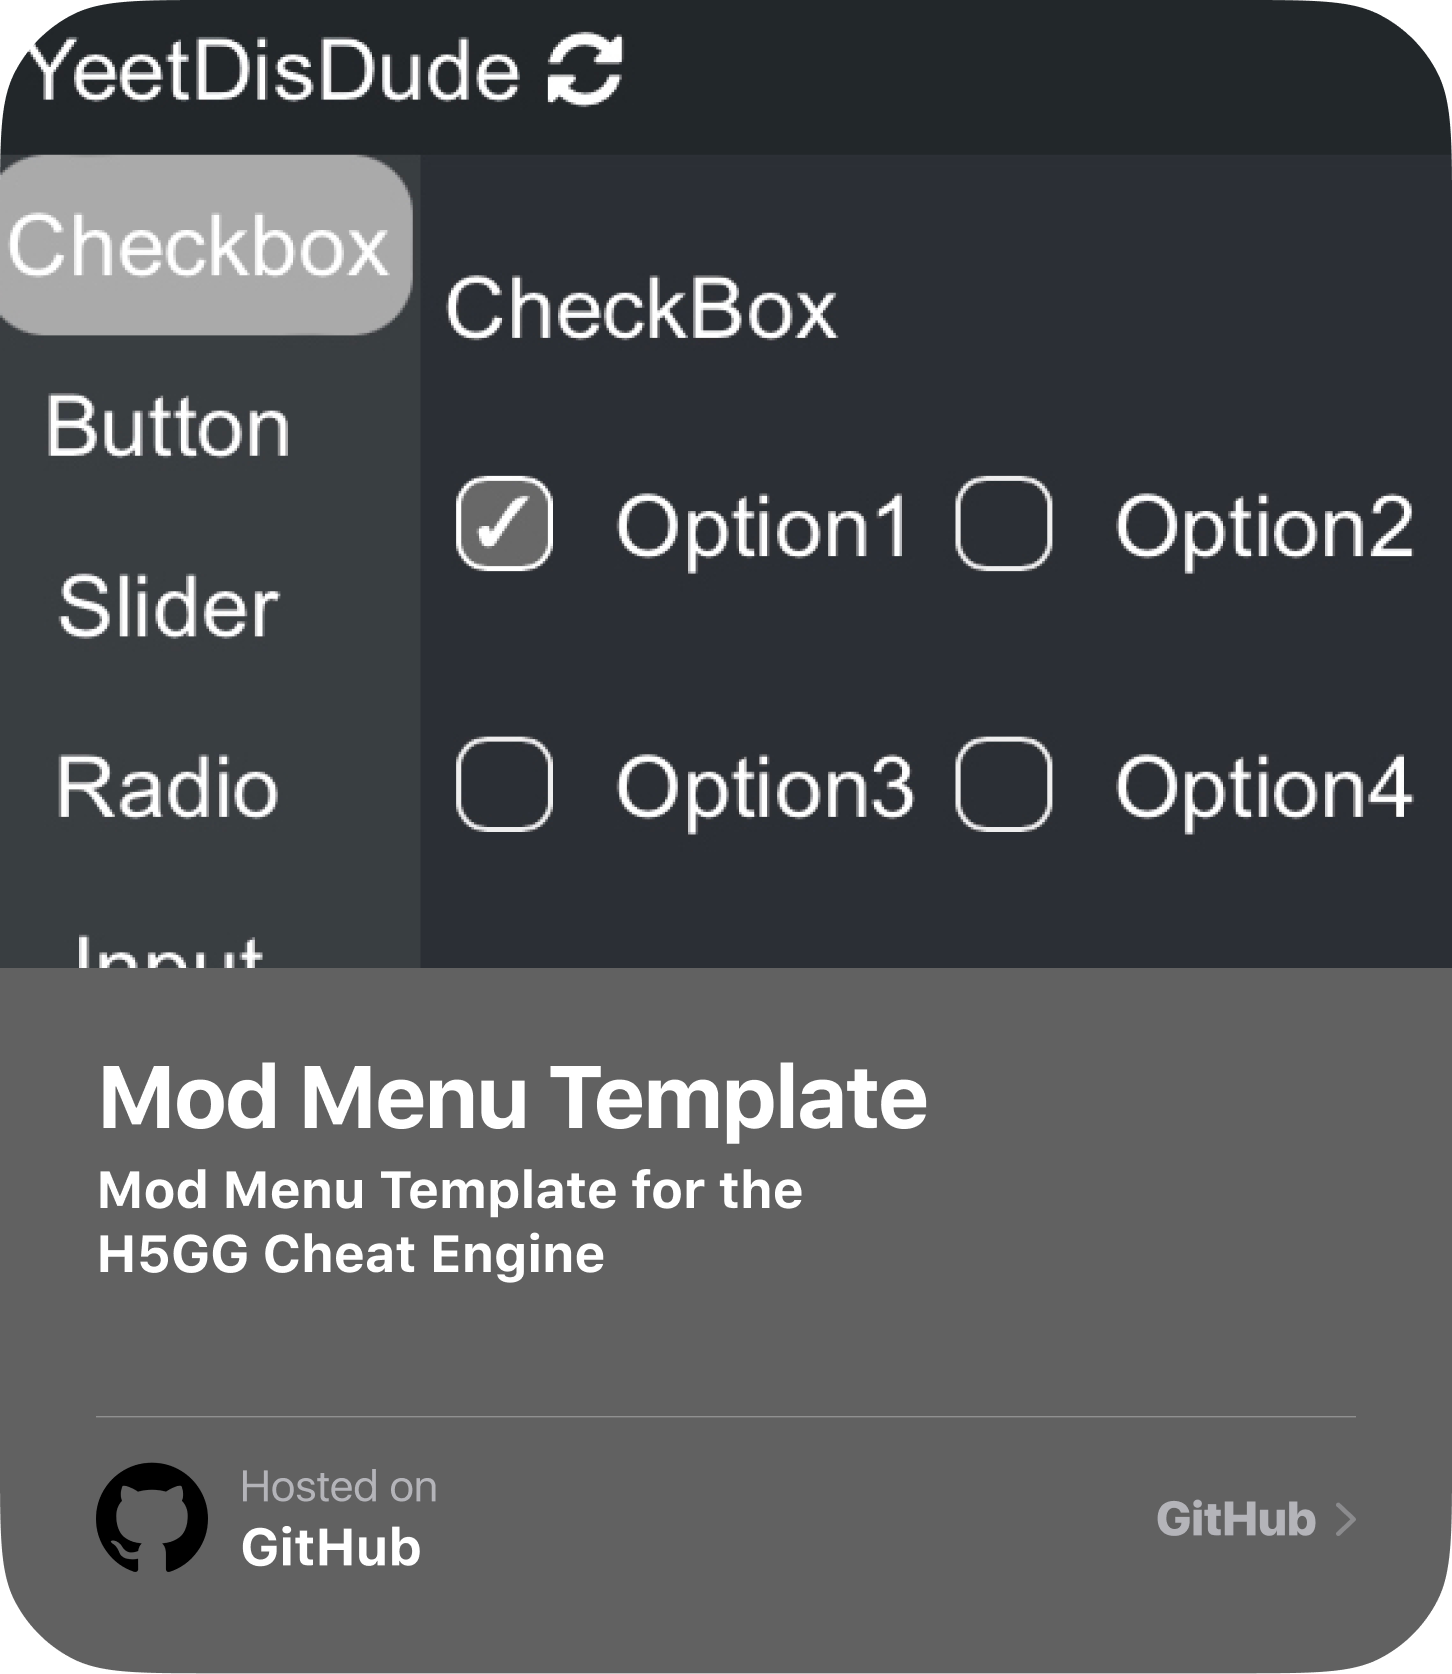 YeetDisDude
Checkbox
CheckBox
Button
Option1 Option2
Slider
Radio
Option3 Option4
Input
Mod Menu Template
Mod Menu Template for the
H5GG Cheat Engine
Hosted on
GitHub
GitHub